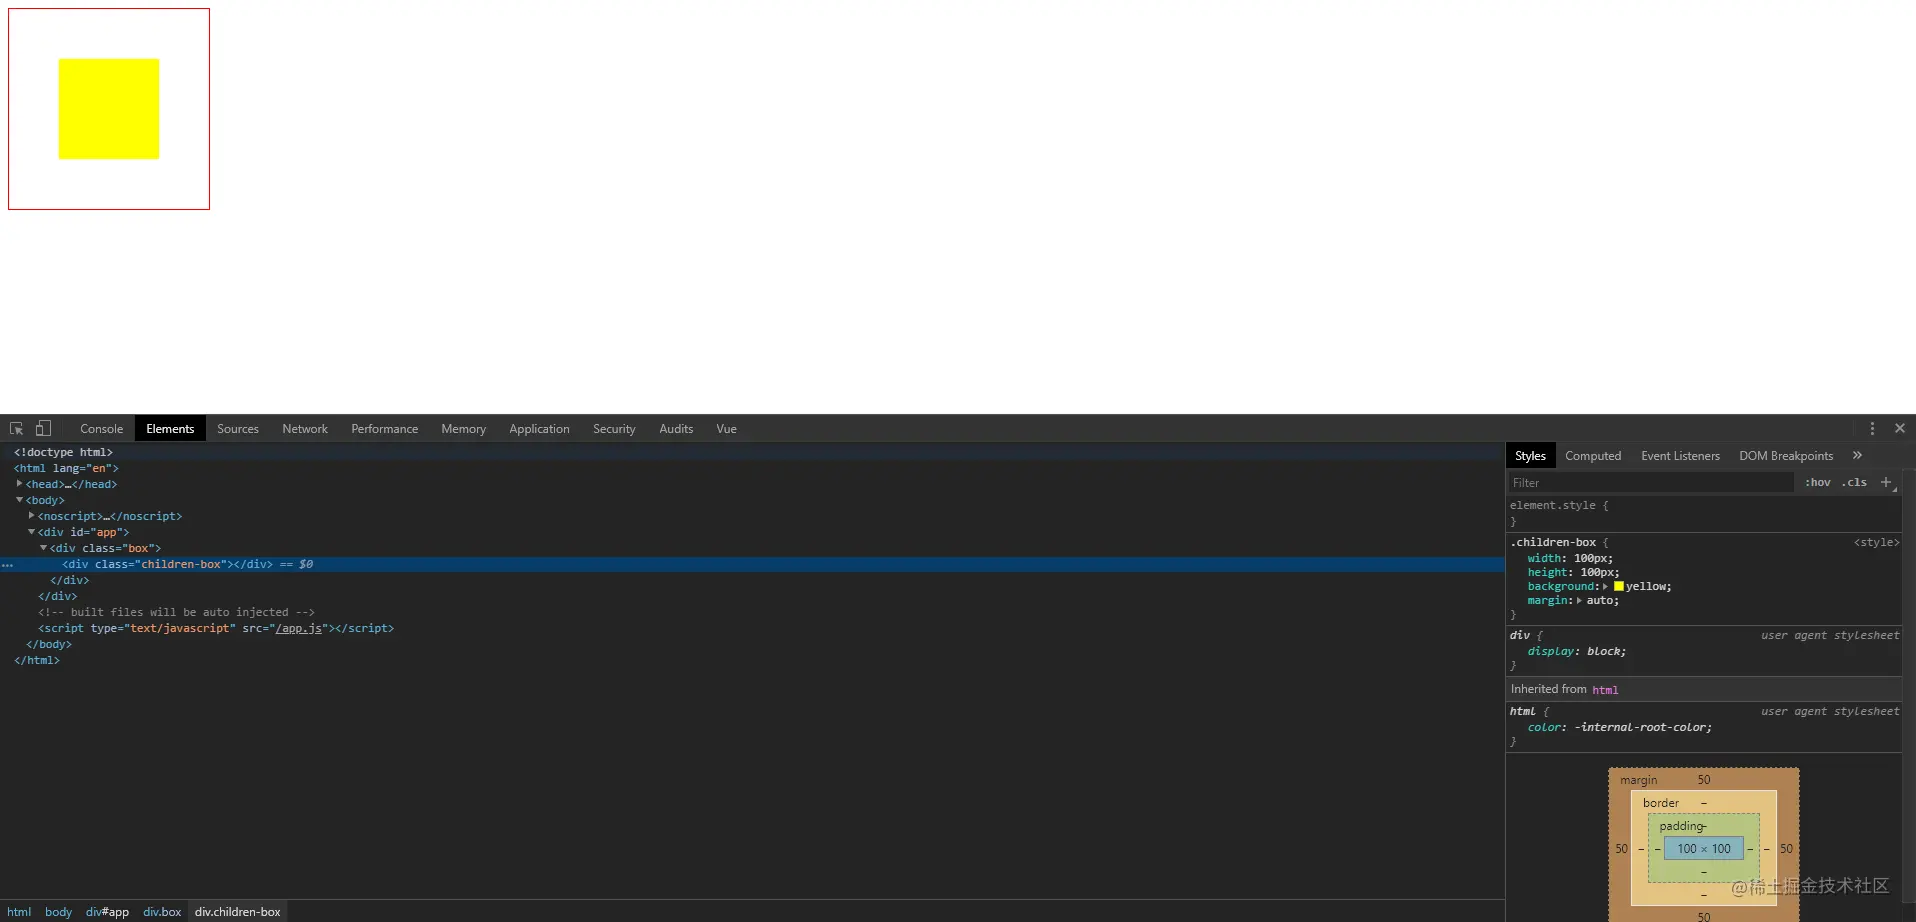 Console Elements Sources Network Performance Memory Application Security Audits Vue
<!doctype html>
<html lang="en">
<head>…</head>
<body>
<noscript>…</noscript>
<div id="app">
<div class="box">
<div class="children-box"></div> == $0
</div>
</div>
<!-- built files will be auto injected -->
<script type="text/javascript" src="/app.js"></script>
</body>
</html>
html body div#app div.box div.children-box
Styles Computed Event Listeners DOM Breakpoints »
Filter :hov .cls +
element.style {
}
.children-box { <style>
width: 100px;
height: 100px;
background: yellow;
margin: auto;
}
div { user agent stylesheet
display: block;
}
Inherited from html
html { user agent stylesheet
color: -internal-root-color;
}
margin 50
border –
padding–
50 – – 100 × 100 – – 50
–
–
50
@稀土掘金技术社区